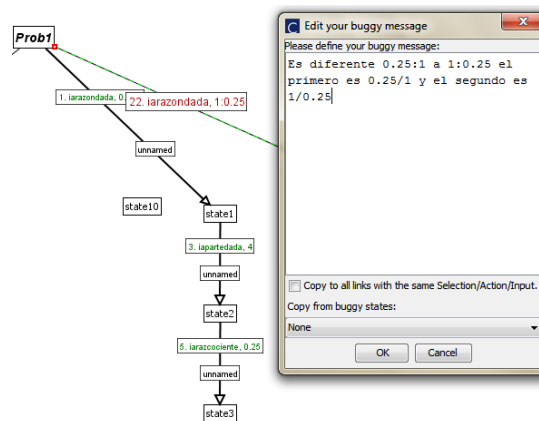 Prob1
1. iarazondada, 0.
22. iarazondada, 1:0.25
unnamed
state10
state1
3. iapartedada, 4
unnamed
state2
5. iarazcociente, 0.25
unnamed
state3
Edit your buggy message
Please define your buggy message:
Es diferente 0.25:1 a 1:0.25 el
primero es 0.25/1 y el segundo es
1/0.25
Copy to all links with the same Selection/Action/Input.
Copy from buggy states:
None
OK
Cancel